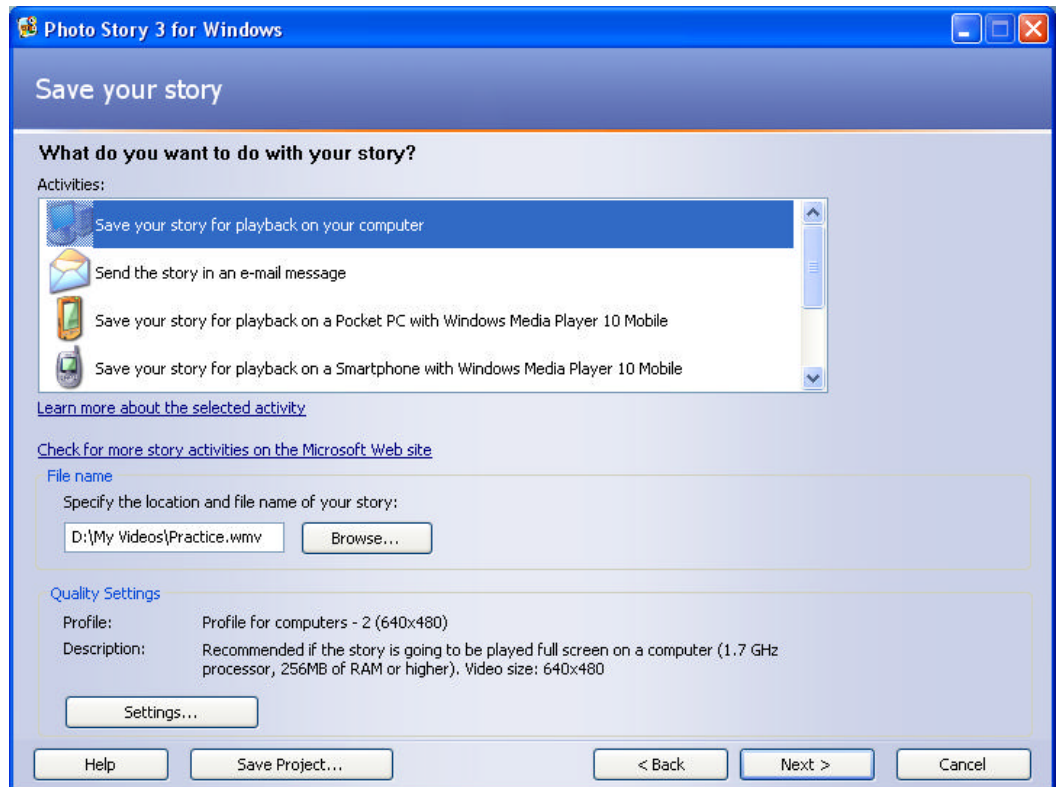 Photo Story 3 for Windows
Save your story
What do you want to do with your story?
Activities:
Save your story for playback on your computer
Send the story in an e-mail message
Save your story for playback on a Pocket PC with Windows Media Player 10 Mobile
Save your story for playback on a Smartphone with Windows Media Player 10 Mobile
Learn more about the selected activity
Check for more story activities on the Microsoft Web site
File name
Specify the location and file name of your story:
D:\My Videos\Practice.wmv Browse...
Quality Settings
Profile: Profile for computers - 2 (640x480)
Description: Recommended if the story is going to be played full screen on a computer (1.7 GHz
processor, 256MB of RAM or higher). Video size: 640x480
Settings...
Help Save Project... < Back Next > Cancel